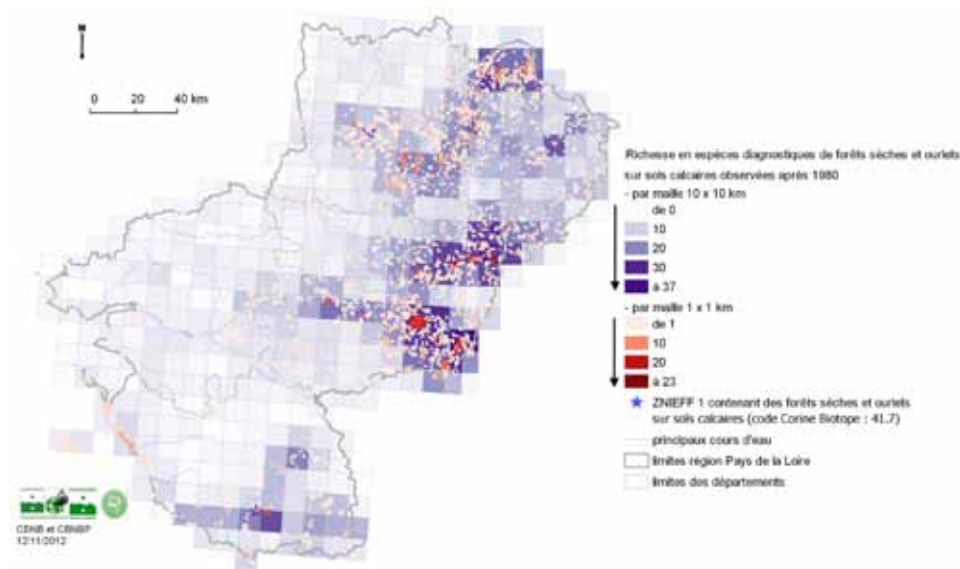 N
0 20 40 km
Richesse en espèces diagnostiques de forêts sèches et ourlets
sur sols calcaires observées après 1980
- par maille 10 x 10 km
de 0
10
20
30
à 37
- par maille 1 x 1 km
de 1
10
20
à 23
ZNIEFF 1 contenant des forêts sèches et ourlets
sur sols calcaires (code Corine Biotope : 41.7)
principaux cours d'eau
limites région Pays de la Loire
limites des départements
CBNB et CBNBP
12/11/2012